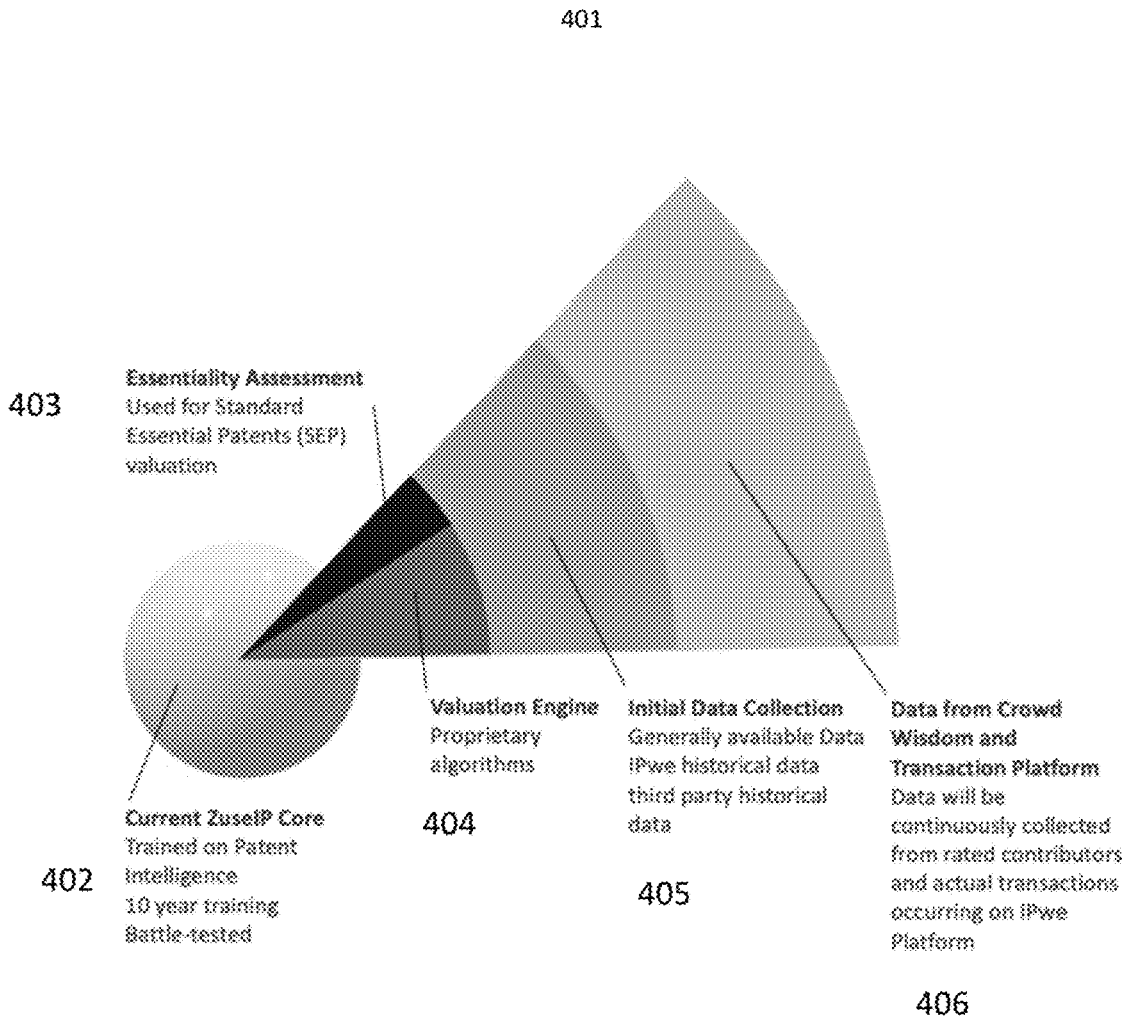 401
403
Essentiality Assessment
Used for Standard
Essential Patents (SEP)
valuation
Valuation Engine
Proprietary
algorithms
404
Initial Data Collection
Generally available Data
IPwe historical data
third party historical
data
405
Data from Crowd
Wisdom and
Transaction Platform
Data will be
continuously collected
from rated contributors
and actual transactions
occurring on IPwe
Platform
406
402
Current ZuseIP Core
Trained on Patent
Intelligence
10 year training
Battle-tested